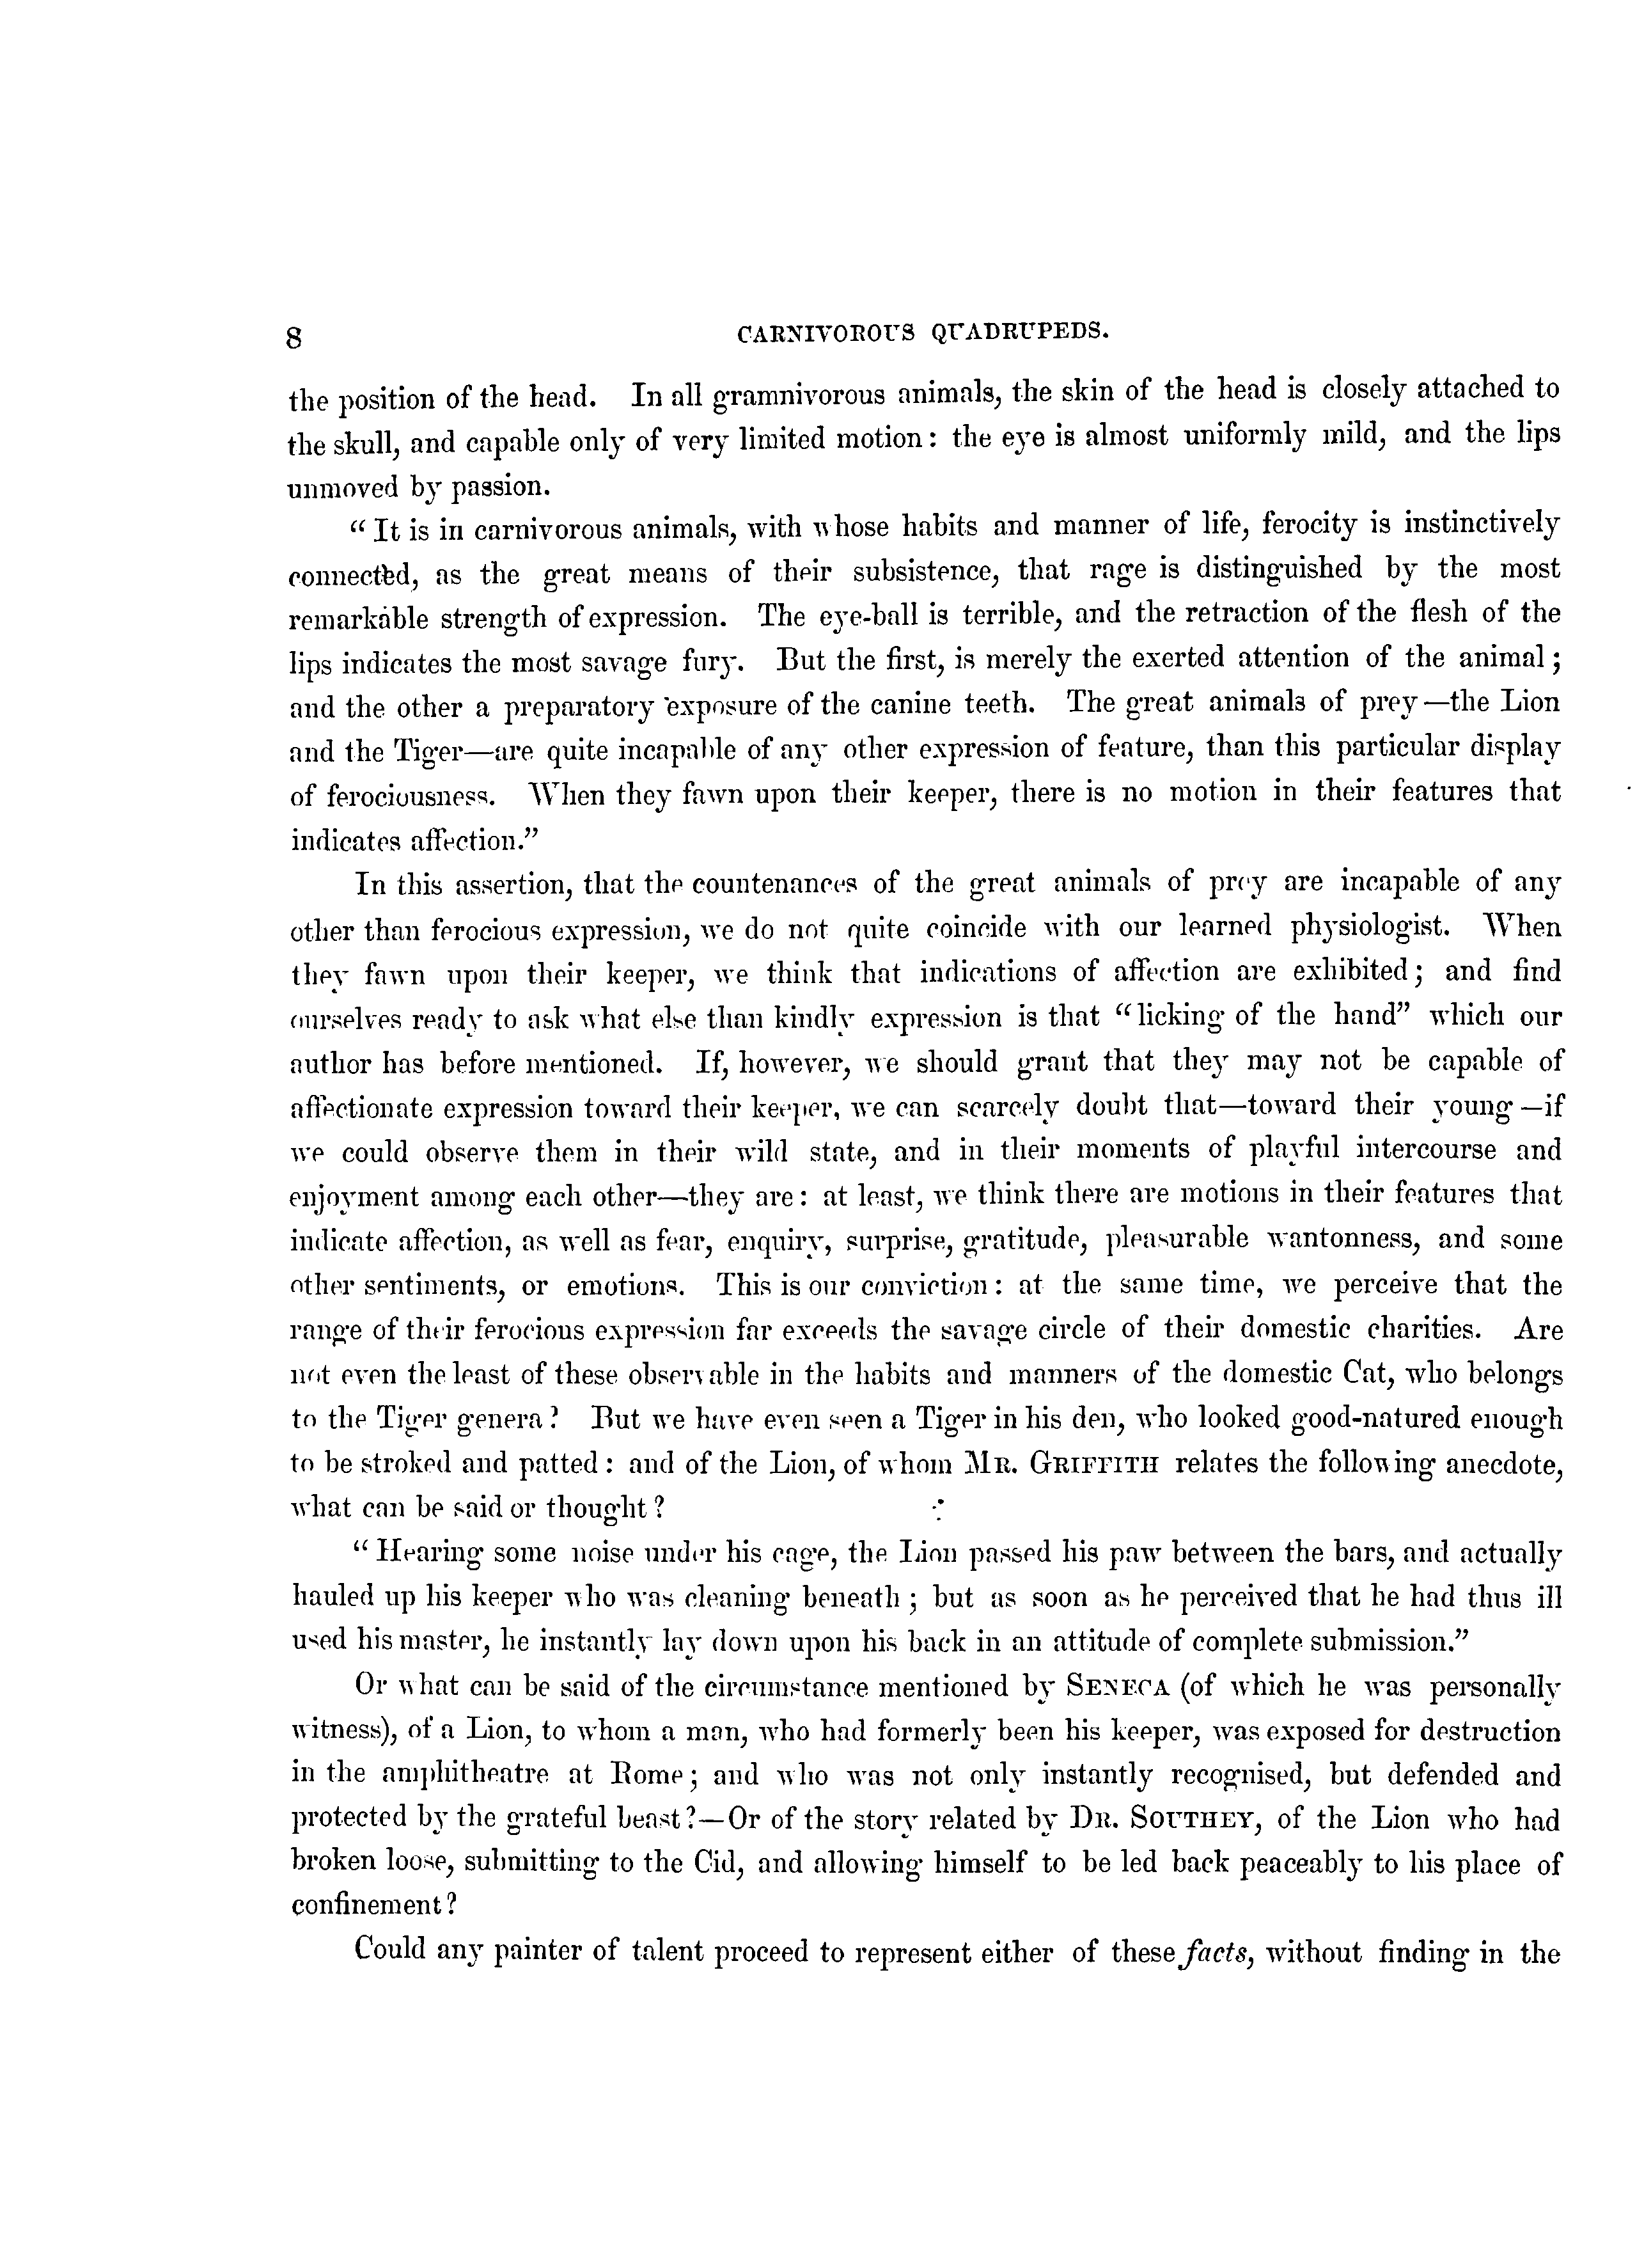 8 CARNIVOROUS QUADRUPEDS.
the position of the head. In all gramnivorous animals, the skin of the head is closely attached to
the skull, and capable only of very limited motion: the eye is almost uniformly mild, and the lips
unmoved by passion.
“It is in carnivorous animals, with whose habits and manner of life, ferocity is instinctively
connected, as the great means of their subsistence, that rage is distinguished by the most
remarkable strength of expression. The eye-ball is terrible, and the retraction of the flesh of the
lips indicates the most savage fury. But the first, is merely the exerted attention of the animal;
and the other a preparatory exposure of the canine teeth. The great animals of prey—the Lion
and the Tiger—are quite incapable of any other expression of feature, than this particular display
of ferociousness. When they fawn upon their keeper, there is no motion in their features that
indicates affection.”
In this assertion, that the countenances of the great animals of prey are incapable of any
other than ferocious expression, we do not quite coincide with our learned physiologist. When
they fawn upon their keeper, we think that indications of affection are exhibited; and find
ourselves ready to ask what else than kindly expression is that “licking of the hand” which our
author has before mentioned. If, however, we should grant that they may not be capable of
affectionate expression toward their keeper, we can scarcely doubt that—toward their young—if
we could observe them in their wild state, and in their moments of playful intercourse and
enjoyment among each other—they are: at least, we think there are motions in their features that
indicate affection, as well as fear, enquiry, surprise, gratitude, pleasurable wantonness, and some
other sentiments, or emotions. This is our conviction: at the same time, we perceive that the
range of their ferocious expression far exceeds the savage circle of their domestic charities. Are
not even the least of these observable in the habits and manners of the domestic Cat, who belongs
to the Tiger genera? But we have even seen a Tiger in his den, who looked good-natured enough
to be stroked and patted: and of the Lion, of whom MR. GRIFFITH relates the following anecdote,
what can be said or thought?
“Hearing some noise under his cage, the Lion passed his paw between the bars, and actually
hauled up his keeper who was cleaning beneath; but as soon as he perceived that he had thus ill
used his master, he instantly lay down upon his back in an attitude of complete submission.”
Or what can be said of the circumstance mentioned by SENECA (of which he was personally
witness), of a Lion, to whom a man, who had formerly been his keeper, was exposed for destruction
in the amphitheatre at Rome; and who was not only instantly recognised, but defended and
protected by the grateful beast?—Or of the story related by DR. SOUTHEY, of the Lion who had
broken loose, submitting to the Cid, and allowing himself to be led back peaceably to his place of
confinement?
Could any painter of talent proceed to represent either of these facts, without finding in the